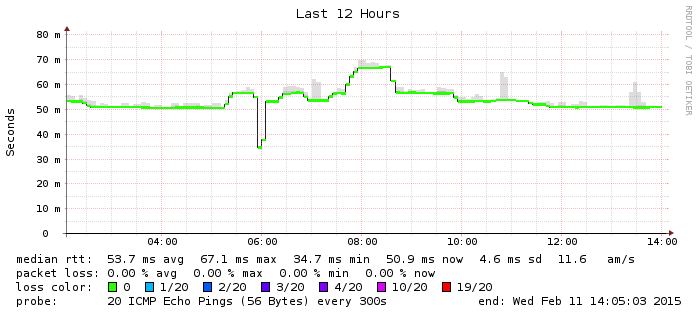 Last 12 Hours
RRDTOOL / TOBI OETIKER
Seconds
80 m
70 m
60 m
50 m
40 m
30 m
20 m
10 m
0
04:00 06:00 08:00 10:00 12:00 14:00
median rtt: 53.7 ms avg 67.1 ms max 34.7 ms min 50.9 ms now 4.6 ms sd 11.6 am/s
packet loss: 0.00 % avg 0.00 % max 0.00 % min 0.00 % now
loss color: 0 1/20 2/20 3/20 4/20 10/20 19/20
probe: 20 ICMP Echo Pings (56 Bytes) every 300s end: Wed Feb 11 14:05:03 2015